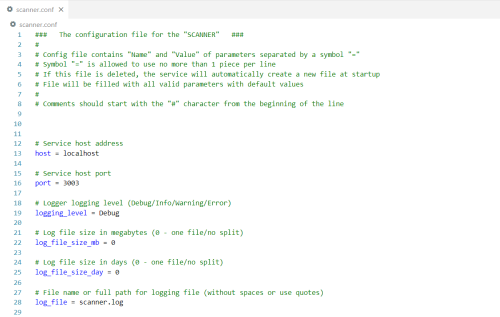 scanner.conf
scanner.conf
1 ### The configuration file for the "SCANNER" ###
2 #
3 # Config file contains "Name" and "Value" of parameters separated by a symbol "="
4 # Symbol "=" is allowed to use no more than 1 piece per line
5 # If this file is deleted, the service will automatically create a new file at startup
6 # File will be filled with all valid parameters with default values
7 #
8 # Comments should start with the "#" character from the beginning of the line
9
10
11
12 # Service host address
13 host = localhost
14
15 # Service host port
16 port = 3003
17
18 # Logger logging level (Debug/Info/Warning/Error)
19 logging_level = Debug
20
21 # Log file size in megabytes (0 - one file/no split)
22 log_file_size_mb = 0
23
24 # Log file size in days (0 - one file/no split)
25 log_file_size_day = 0
26
27 # File name or full path for logging file (without spaces or use quotes)
28 log_file = scanner.log
29